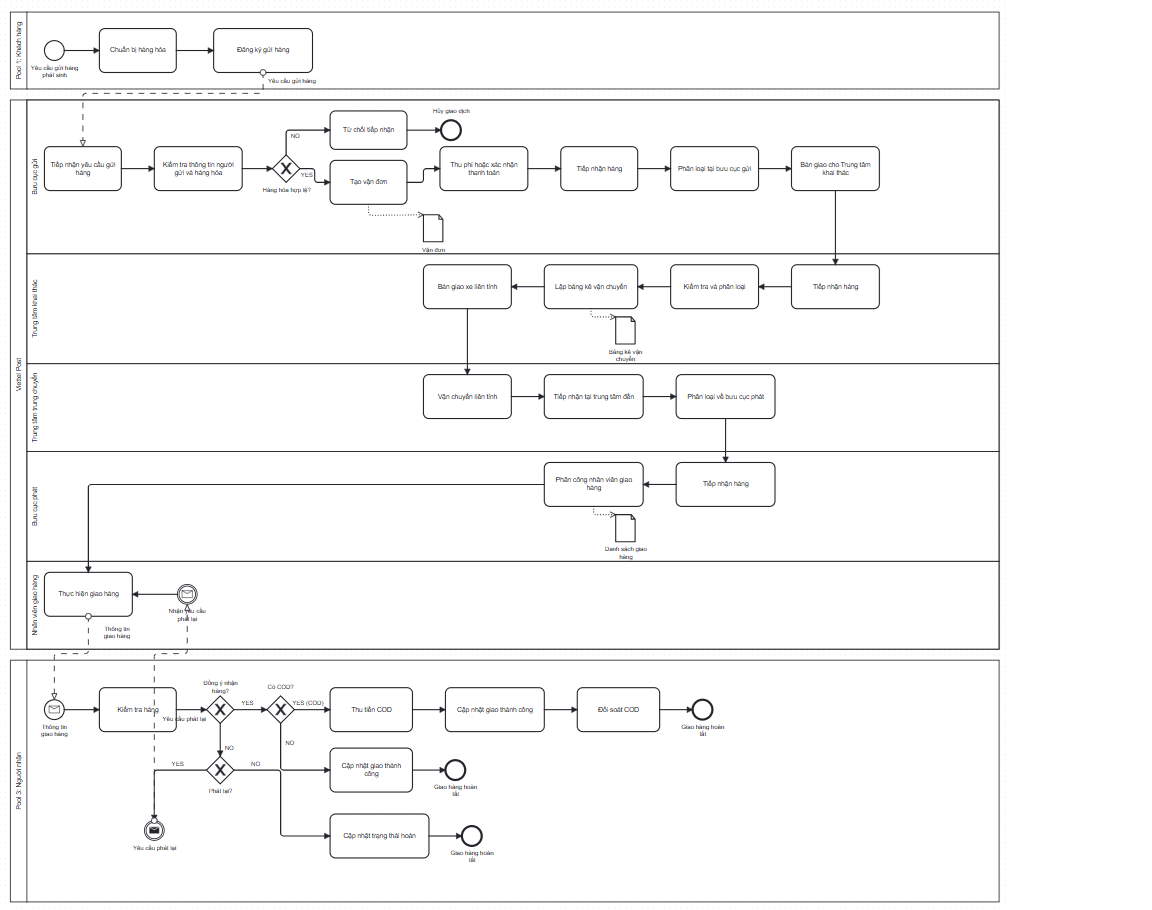 Pool 1: Khách hàng
Yêu cầu gửi hàng
phát sinh
Chuẩn bị hàng hóa
Đăng ký gửi hàng
Yêu cầu gửi hàng
Viettel Post
Bưu cục gửi
Tiếp nhận yêu cầu gửi
hàng
Kiểm tra thông tin người
gửi và hàng hóa
Hàng hóa hợp lệ?
NO
YES
Từ chối tiếp nhận
Hủy giao dịch
Tạo vận đơn
Vận đơn
Thu phí hoặc xác nhận
thanh toán
Tiếp nhận hàng
Phân loại tại bưu cục gửi
Bàn giao cho Trung tâm
khai thác
Trung tâm khai thác
Bàn giao xe liên tỉnh
Lập bảng kê vận chuyển
Kiểm tra và phân loại
Tiếp nhận hàng
Bảng kê vận
chuyển
Trung tâm trung chuyển
Vận chuyển liên tỉnh
Tiếp nhận tại trung tâm đến
Phân loại về bưu cục phát
Bưu cục phát
Phân công nhân viên giao
hàng
Tiếp nhận hàng
Danh sách giao
hàng
Nhân viên giao hàng
Thực hiện giao hàng
Nhận yêu cầu
phát lại
Thông tin
giao hàng
Pool 3: Người nhận
Thông tin
giao hàng
Kiểm tra hàng
Yêu cầu phát lại
Đồng ý nhận
hàng?
YES
Có COD?
YES (COD)
Thu tiền COD
Cập nhật giao thành công
Đối soát COD
Giao hàng hoàn
tất
NO
NO
YES
NO
Phát lại?
Cập nhật giao thành
công
Giao hàng hoàn
tất
Yêu cầu phát lại
Cập nhật trạng thái hoàn
Giao hàng hoàn
tất